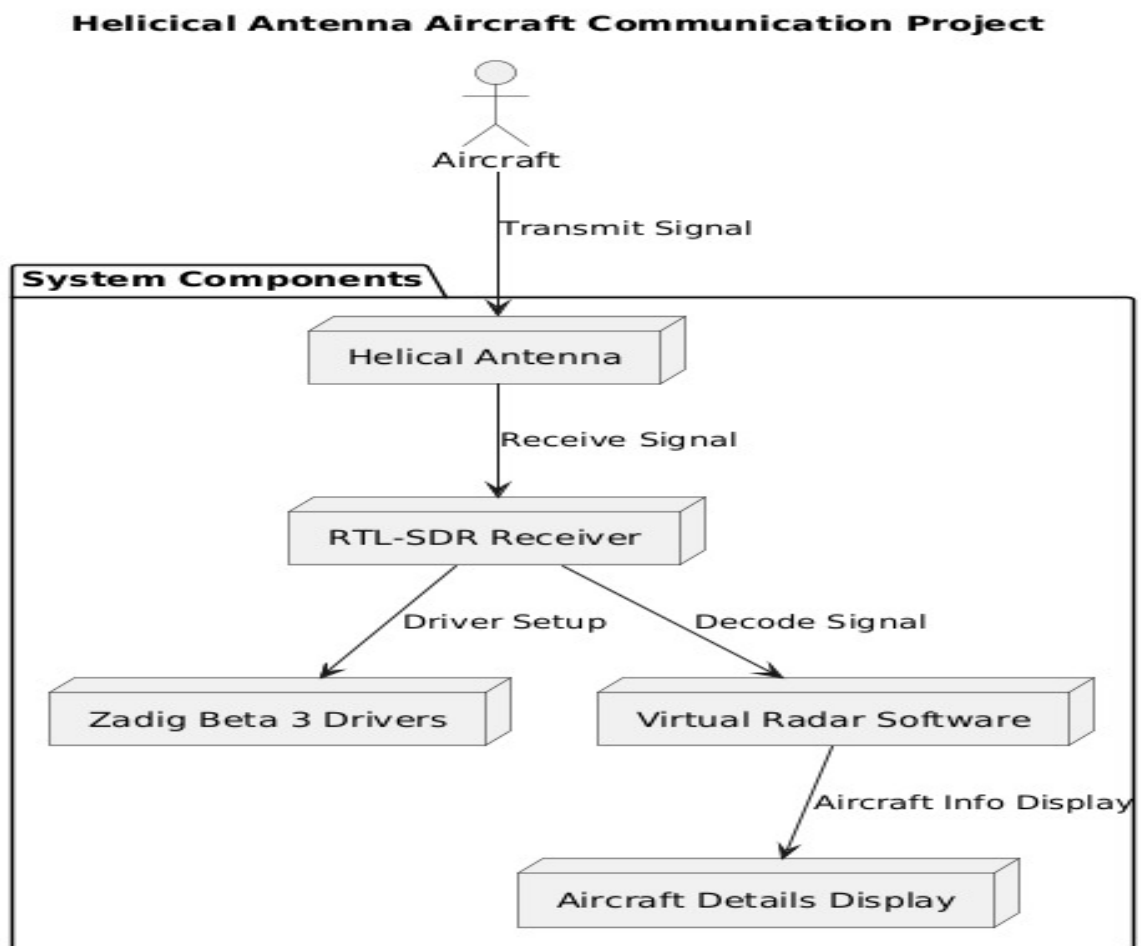 Helicical Antenna Aircraft Communication Project
Aircraft
Transmit Signal
System Components
Helical Antenna
Receive Signal
RTL-SDR Receiver
Driver Setup
Decode Signal
Zadig Beta 3 Drivers
Virtual Radar Software
Aircraft Info Display
Aircraft Details Display